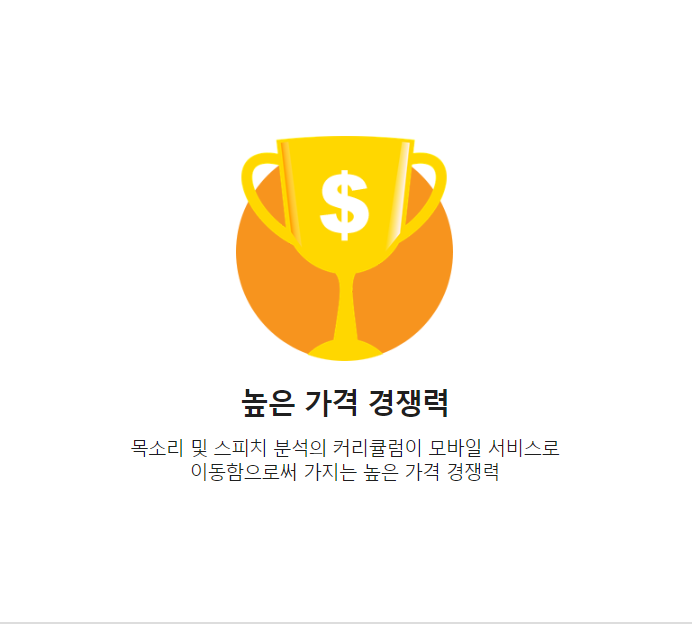 $
높은 가격 경쟁력
목소리 및 스피치 분석의 커리큘럼이 모바일 서비스로
이동함으로써 가지는 높은 가격 경쟁력